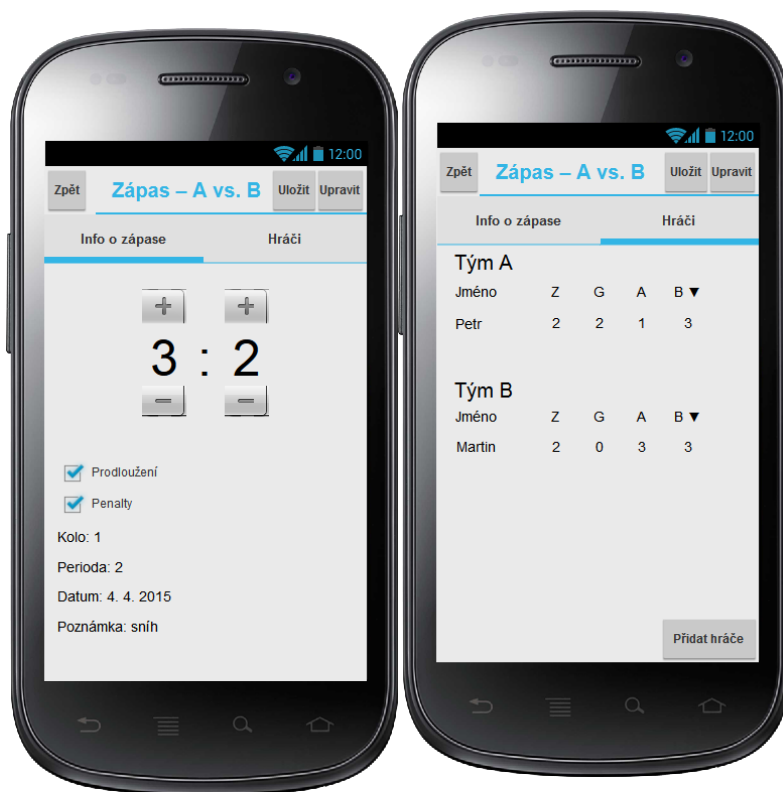 12:00
Zpět Zápas – A vs. B Uložit Upravit
Info o zápase Hráči
+ +
3 : 2
− −
Prodloužení
Penalty
Kolo: 1
Perioda: 2
Datum: 4. 4. 2015
Poznámka: sníh
12:00
Zpět Zápas – A vs. B Uložit Upravit
Info o zápase Hráči
Tým A
Jméno Z G A B ▼
Petr 2 2 1 3
Tým B
Jméno Z G A B ▼
Martin 2 0 3 3
Přidat hráče